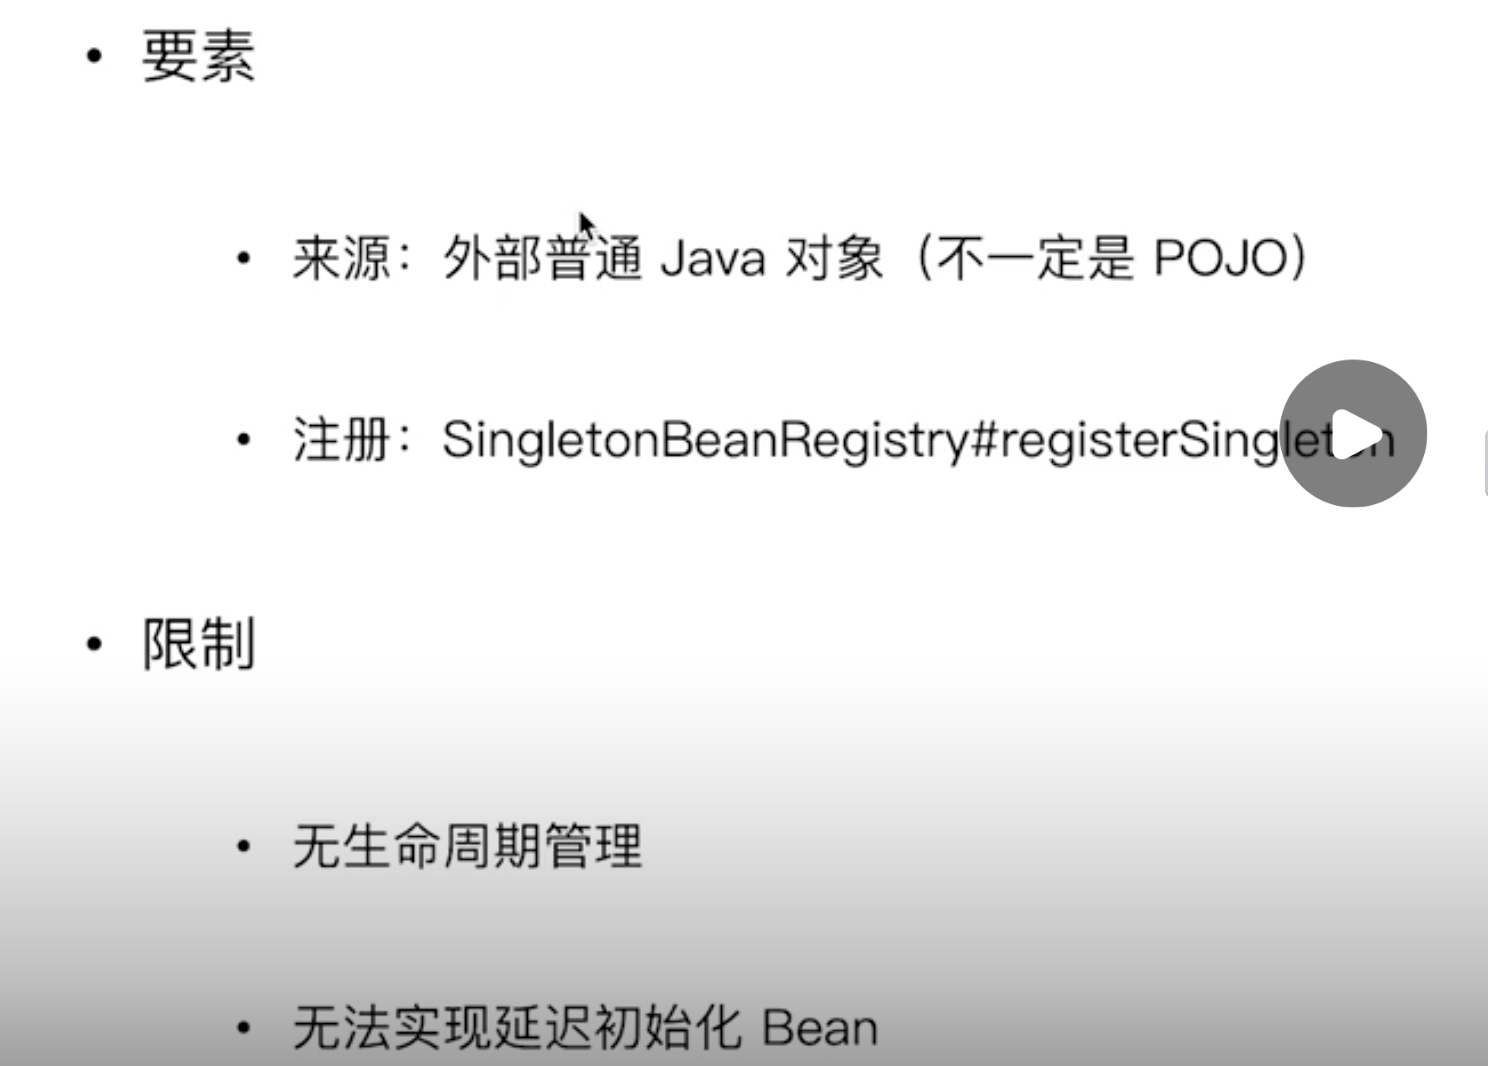 • 要素
• 来源：外部普通 Java 对象（不一定是 POJO）
• 注册：SingletonBeanRegistry#registerSingleton
• 限制
• 无生命周期管理
• 无法实现延迟初始化 Bean